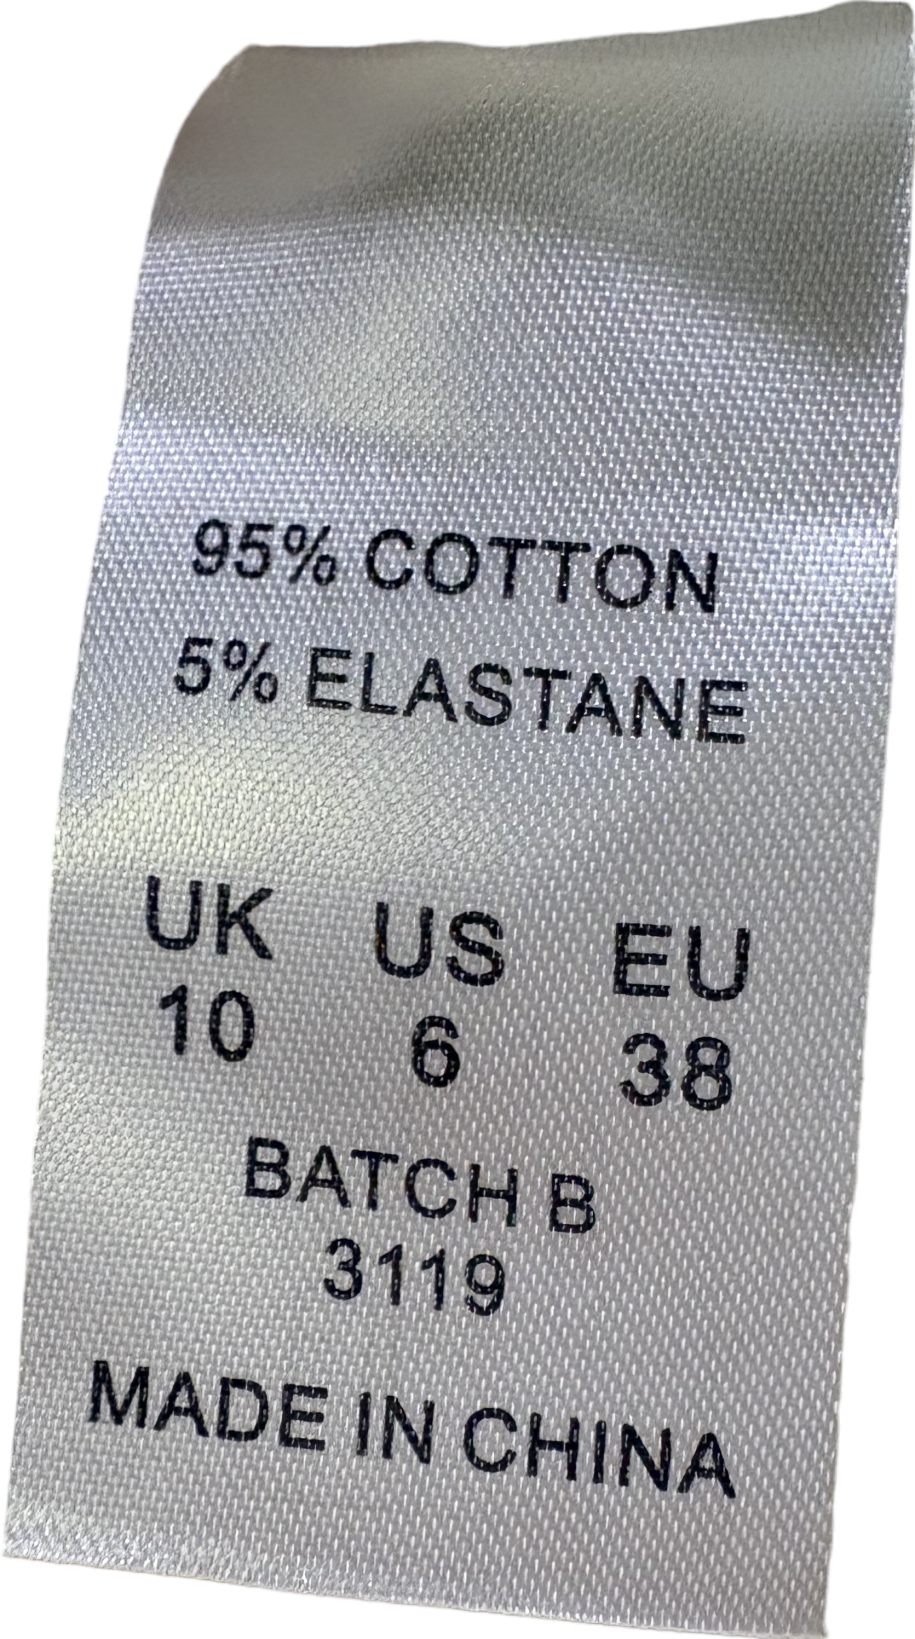 95% COTTON
5% ELASTANE
UK US EU
10 6 38
BATCH B
3119
MADE IN CHINA